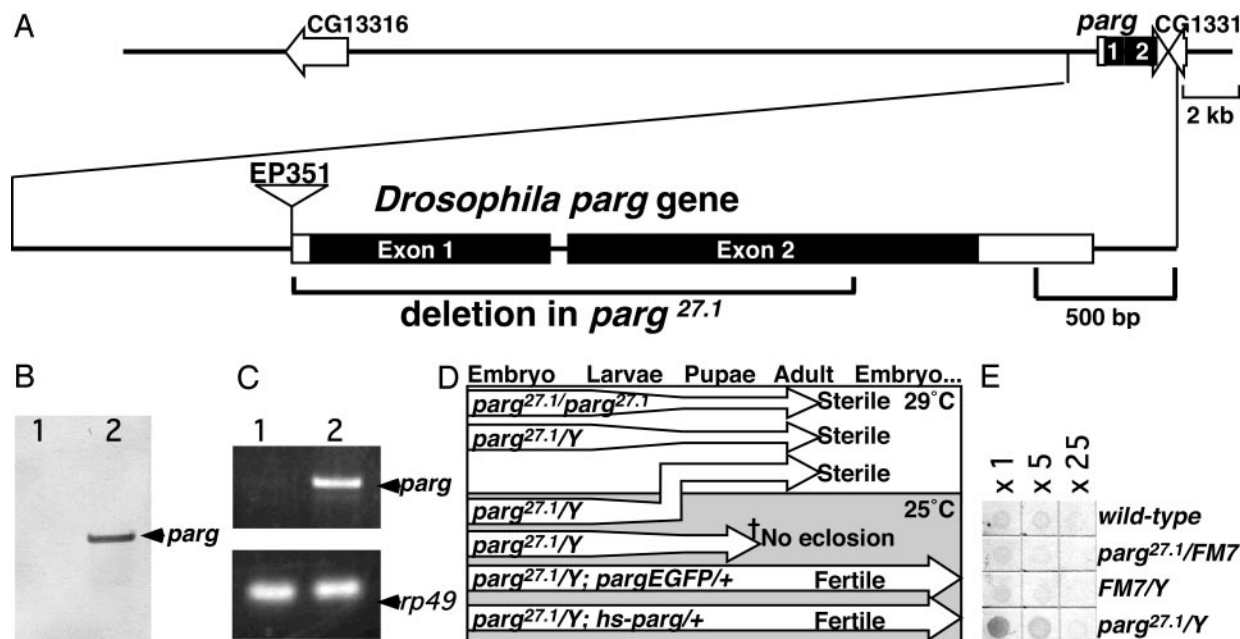 A
CG13316
parg
CG1331
1 2
2 kb
EP351
Drosophila parg gene
Exon 1
Exon 2
deletion in parg 27.1
500 bp
B
1 2
parg
C
1 2
parg
rp49
D
Embryo Larvae Pupae Adult Embryo...
parg27.1/parg27.1 Sterile 29°C
parg27.1/Y Sterile
Sterile
parg27.1/Y 25°C
parg27.1/Y †No eclosion
parg27.1/Y; pargEGFP/+ Fertile
parg27.1/Y; hs-parg/+ Fertile
E
x 1 x 5 x 25
wild-type
parg27.1/FM7
FM7/Y
parg27.1/Y